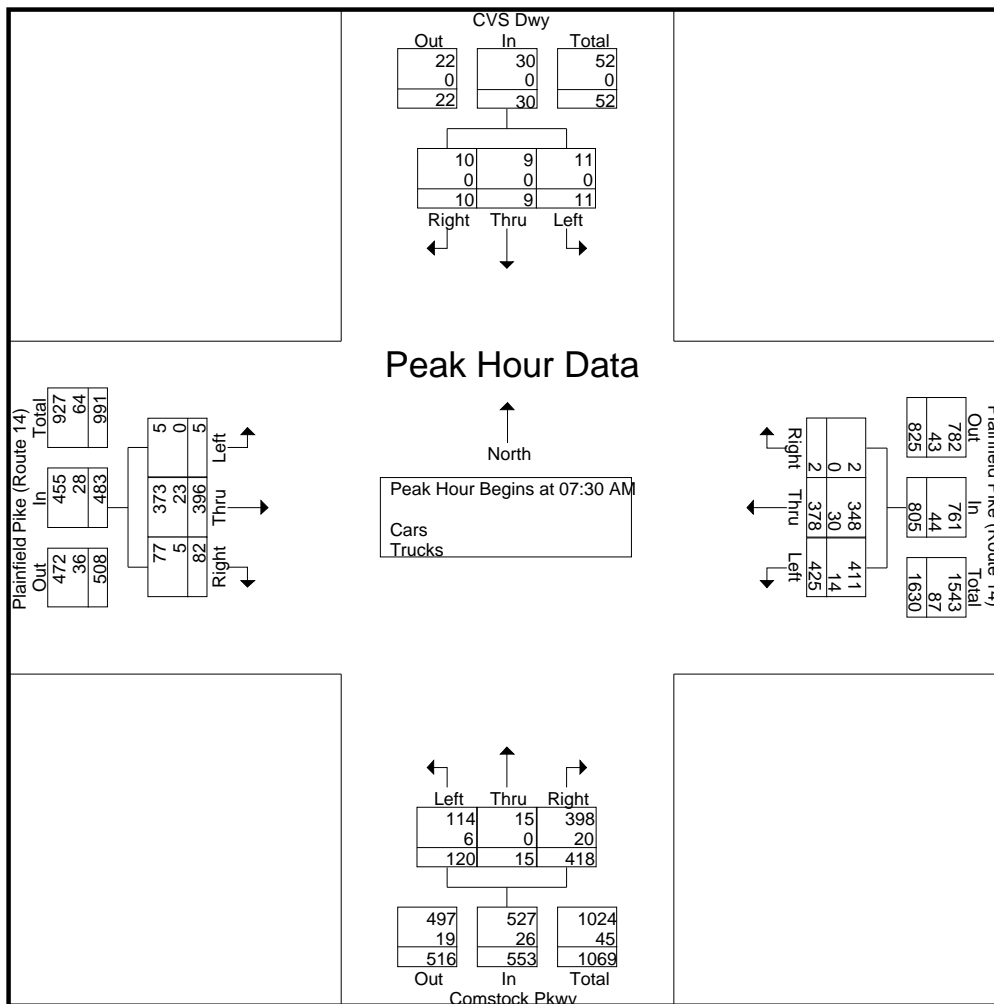 CVS Dwy
Out In Total
22 30 52
0 0 0
22 30 52
10 9 11
0 0 0
10 9 11
Right Thru Left
Peak Hour Data
North
Peak Hour Begins at 07:30 AM
Cars
Trucks
Plainfield Pike (Route 14)
Out In Total
472 455 927
36 28 64
508 483 991
77 373 5
5 23 0
82 396 5
Right Thru Left
Plainfield Pike (Route 14)
Out In Total
782 761 1543
43 44 87
825 805 1630
2 348 411
0 30 14
2 378 425
Right Thru Left
Left Thru Right
114 15 398
6 0 20
120 15 418
497 527 1024
19 26 45
516 553 1069
Out In Total
Comstock Pkwy